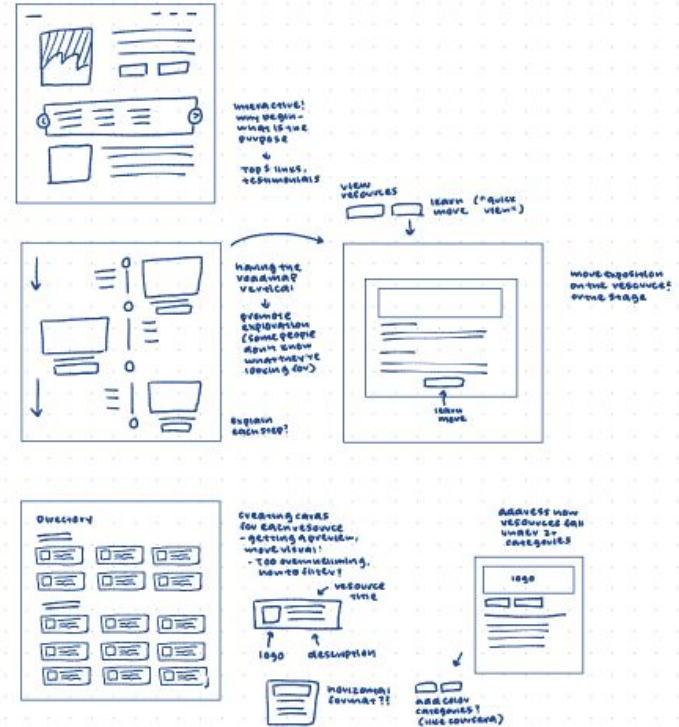 interactive!
why begin-
what is the
purpose
Top 5 links,
testimonials
view
resources
learn ("quick
more view")
having the
roadmap
vertical
promote
exploration
(some people
don't know
what they're
looking for)
explain
each step?
more exposition
on the resource?
or the stage
learn
more
Directory
creating cards
for each resource
- getting a preview,
more visual!
- Too overwhelming,
how to filter?
resource
title
logo description
horizontal
format?!
address how
resources fall
under 2+
categories
logo
add color
categories?
(like coursera)